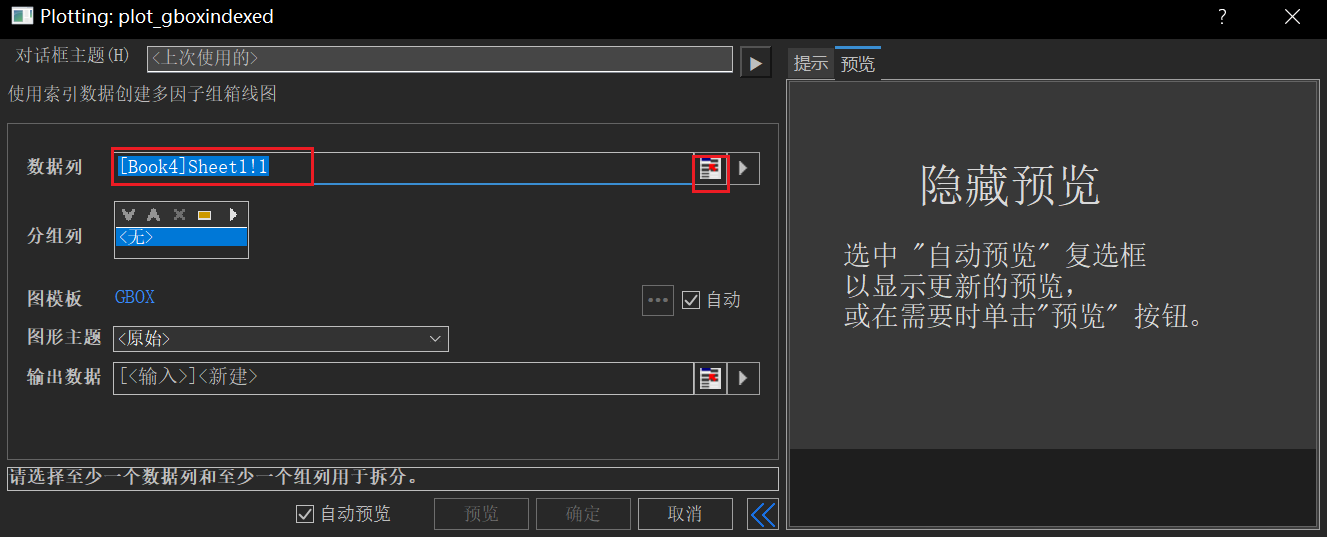 Plotting: plot_gboxindexed
?
对话框主题(H)
<上次使用的>
提示
预览
使用索引数据创建多因子组箱线图
数据列
[Book4]Sheet1!1
分组列
<无>
图模板
GBOX
自动
图形主题
<原始>
输出数据
[<输入>]<新建>
请选择至少一个数据列和至少一个组列用于拆分。
自动预览
预览
确定
取消
隐藏预览
选中 "自动预览" 复选框
以显示更新的预览，
或在需要时单击"预览" 按钮。